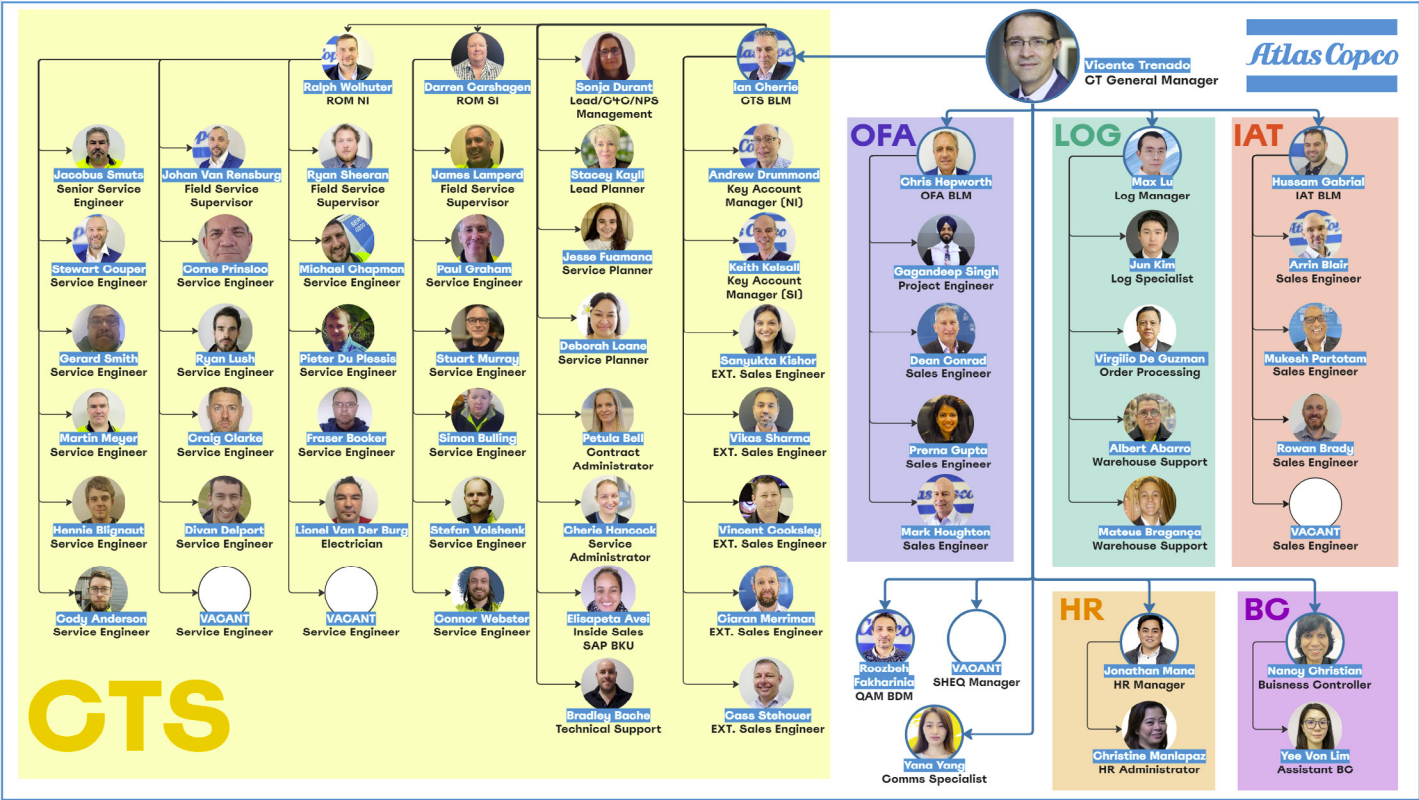 Atlas Copco
Vicente Trenado
CT General Manager
CTS
Ralph Wolhuter
ROM NI
Darren Carshagen
ROM SI
Sonja Durant
Lead/C4C/NPS
Management
Ian Cherrie
CTS BLM
Jacobus Smuts
Senior Service
Engineer
Johan Van Rensburg
Field Service
Supervisor
Ryan Sheeran
Field Service
Supervisor
James Lamperd
Field Service
Supervisor
Stacey Kayll
Lead Planner
Andrew Drummond
Key Account
Manager (NI)
Stewart Couper
Service Engineer
Corne Prinsloo
Service Engineer
Michael Chapman
Service Engineer
Paul Graham
Service Engineer
Jesse Fuamana
Service Planner
Keith Kelsall
Key Account
Manager (SI)
Gerard Smith
Service Engineer
Ryan Lush
Service Engineer
Pieter Du Plessis
Service Engineer
Stuart Murray
Service Engineer
Deborah Loane
Service Planner
Sanyukta Kishor
EXT. Sales Engineer
Martin Meyer
Service Engineer
Craig Clarke
Service Engineer
Fraser Booker
Service Engineer
Simon Bulling
Service Engineer
Petula Bell
Contract
Administrator
Vikas Sharma
EXT. Sales Engineer
Hennie Blignaut
Service Engineer
Divan Delport
Service Engineer
Lionel Van Der Burg
Electrician
Stefan Volshenk
Service Engineer
Cherie Hancock
Service
Administrator
Vincent Cooksley
EXT. Sales Engineer
Cody Anderson
Service Engineer
VACANT
Service Engineer
VACANT
Service Engineer
Connor Webster
Service Engineer
Elisapeta Avei
Inside Sales
SAP BKU
Ciaran Merriman
EXT. Sales Engineer
Bradley Bache
Technical Support
Cass Stehouer
EXT. Sales Engineer
OFA
Chris Hepworth
OFA BLM
Gagandeep Singh
Project Engineer
Dean Conrad
Sales Engineer
Prerna Gupta
Sales Engineer
Mark Houghton
Sales Engineer
LOG
Max Lu
Log Manager
Jun Kim
Log Specialist
Virgilio De Guzman
Order Processing
Albert Abarro
Warehouse Support
Mateus Bragança
Warehouse Support
IAT
Hussam Gabrial
IAT BLM
Arrin Blair
Sales Engineer
Mukesh Partotam
Sales Engineer
Rowan Brady
Sales Engineer
VACANT
Sales Engineer
Roozbeh
Fakharinia
QAM BDM
VACANT
SHEQ Manager
Yana Yang
Comms Specialist
HR
Jonathan Mana
HR Manager
Christine Manlapaz
HR Administrator
BC
Nancy Christian
Buisness Controller
Yee Von Lim
Assistant BC